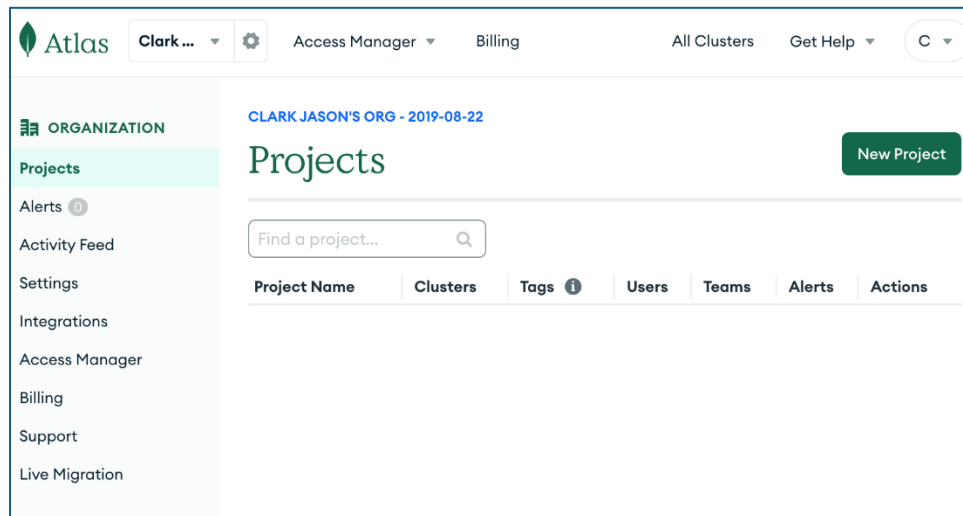 Atlas Clark ... Access Manager Billing All Clusters Get Help C
ORGANIZATION
Projects
Alerts 0
Activity Feed
Settings
Integrations
Access Manager
Billing
Support
Live Migration
CLARK JASON'S ORG - 2019-08-22
Projects
New Project
Find a project...
Project Name Clusters Tags Users Teams Alerts Actions